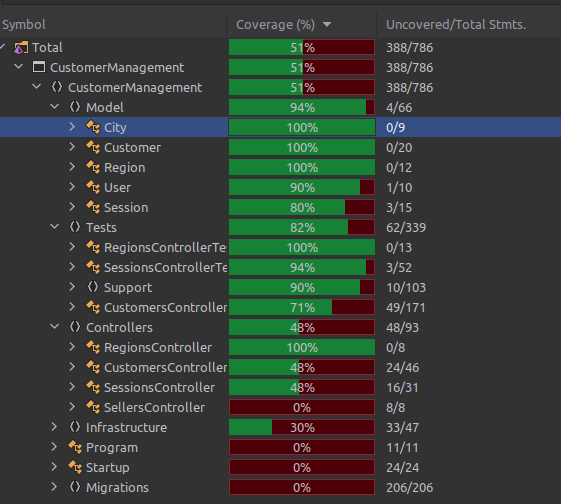 Symbol Coverage (%) Uncovered/Total Stmts.
Total 51% 388/786
CustomerManagement 51% 388/786
CustomerManagement 51% 388/786
Model 94% 4/66
City 100% 0/9
Customer 100% 0/20
Region 100% 0/12
User 90% 1/10
Session 80% 3/15
Tests 82% 62/339
RegionsControllerTe 100% 0/13
SessionsControllerTe 94% 3/52
Support 90% 10/103
CustomersController 71% 49/171
Controllers 48% 48/93
RegionsController 100% 0/8
CustomersController 48% 24/46
SessionsController 48% 16/31
SellersController 0% 8/8
Infrastructure 30% 33/47
Program 0% 11/11
Startup 0% 24/24
Migrations 0% 206/206